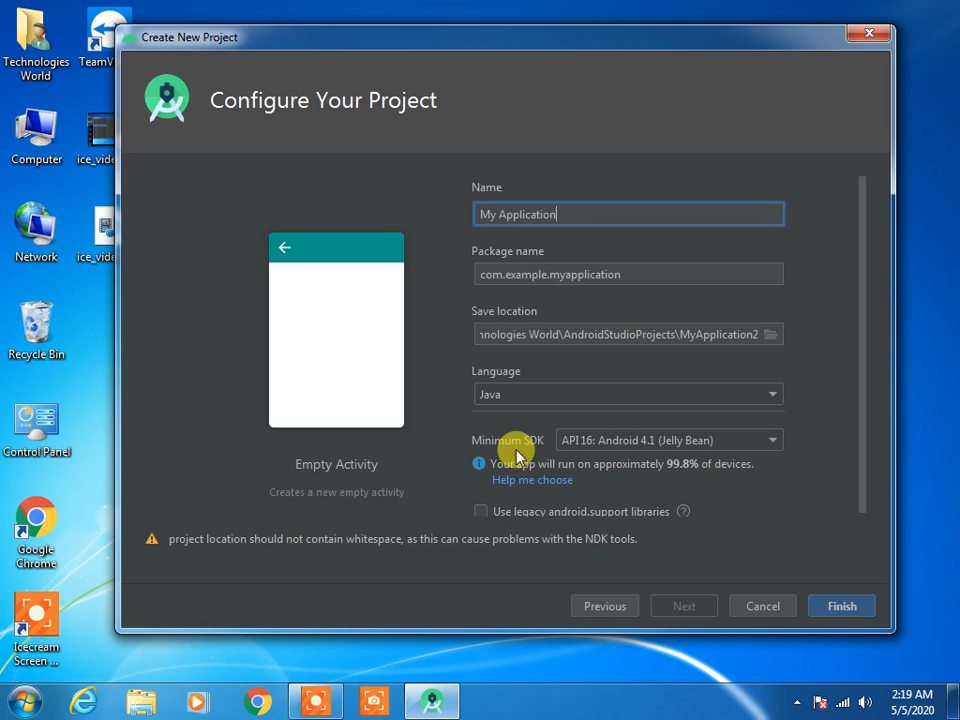 Technologies
World
TeamV
Computer
ice_vide
Network
ice_vide
Recycle Bin
Control Panel
Google
Chrome
Icecream
Screen ...
Create New Project
Configure Your Project
Name
My Application
Package name
com.example.myapplication
Save location
nologies World\AndroidStudioProjects\MyApplication2
Language
Java
Minimum SDK
API 16: Android 4.1 (Jelly Bean)
Your app will run on approximately 99.8% of devices.
Help me choose
Use legacy android.support libraries ?
Empty Activity
Creates a new empty activity
project location should not contain whitespace, as this can cause problems with the NDK tools.
Previous
Next
Cancel
Finish
2:19 AM
5/5/2020